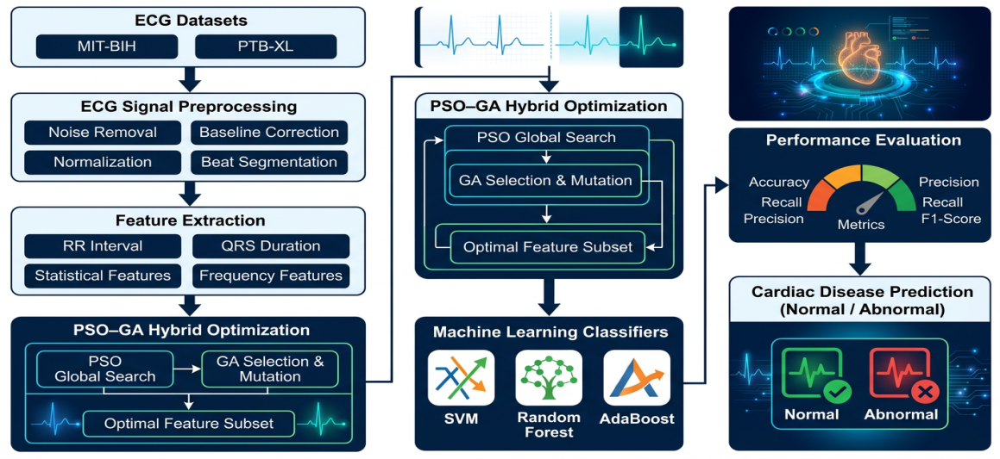 ECG Datasets
MIT-BIH
PTB-XL
ECG Signal Preprocessing
Noise Removal
Baseline Correction
Normalization
Beat Segmentation
Feature Extraction
RR Interval
QRS Duration
Statistical Features
Frequency Features
PSO–GA Hybrid Optimization
PSO
Global Search
GA Selection &
Mutation
Optimal Feature Subset
PSO–GA Hybrid Optimization
PSO Global Search
GA Selection & Mutation
Optimal Feature Subset
Machine Learning Classifiers
SVM
Random
Forest
AdaBoost
Performance Evaluation
Accuracy
Recall
Precision
Metrics
Precision
Recall
F1-Score
Cardiac Disease Prediction
(Normal / Abnormal)
Normal
Abnormal